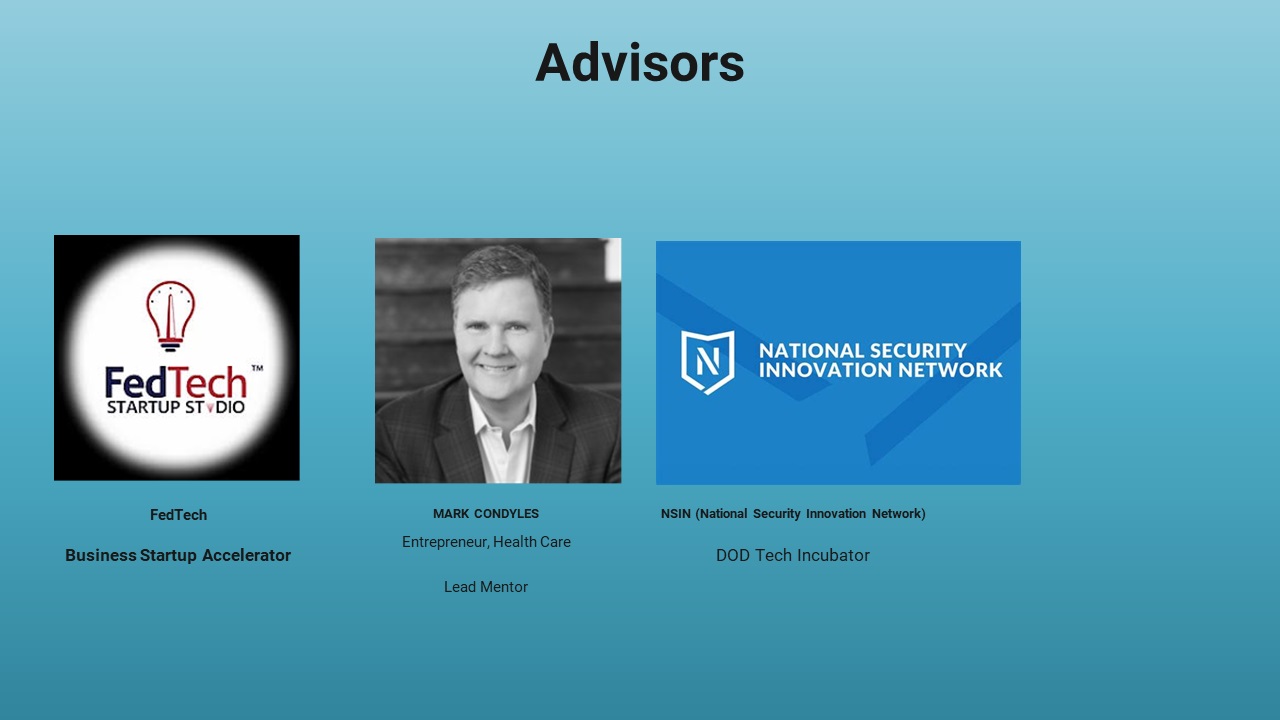 Advisors
FedTech™
STARTUP STUDIO
NATIONAL SECURITY
INNOVATION NETWORK
FedTech
Business Startup Accelerator
MARK CONDYLES
Entrepreneur, Health Care
Lead Mentor
NSIN (National Security Innovation Network)
DOD Tech Incubator